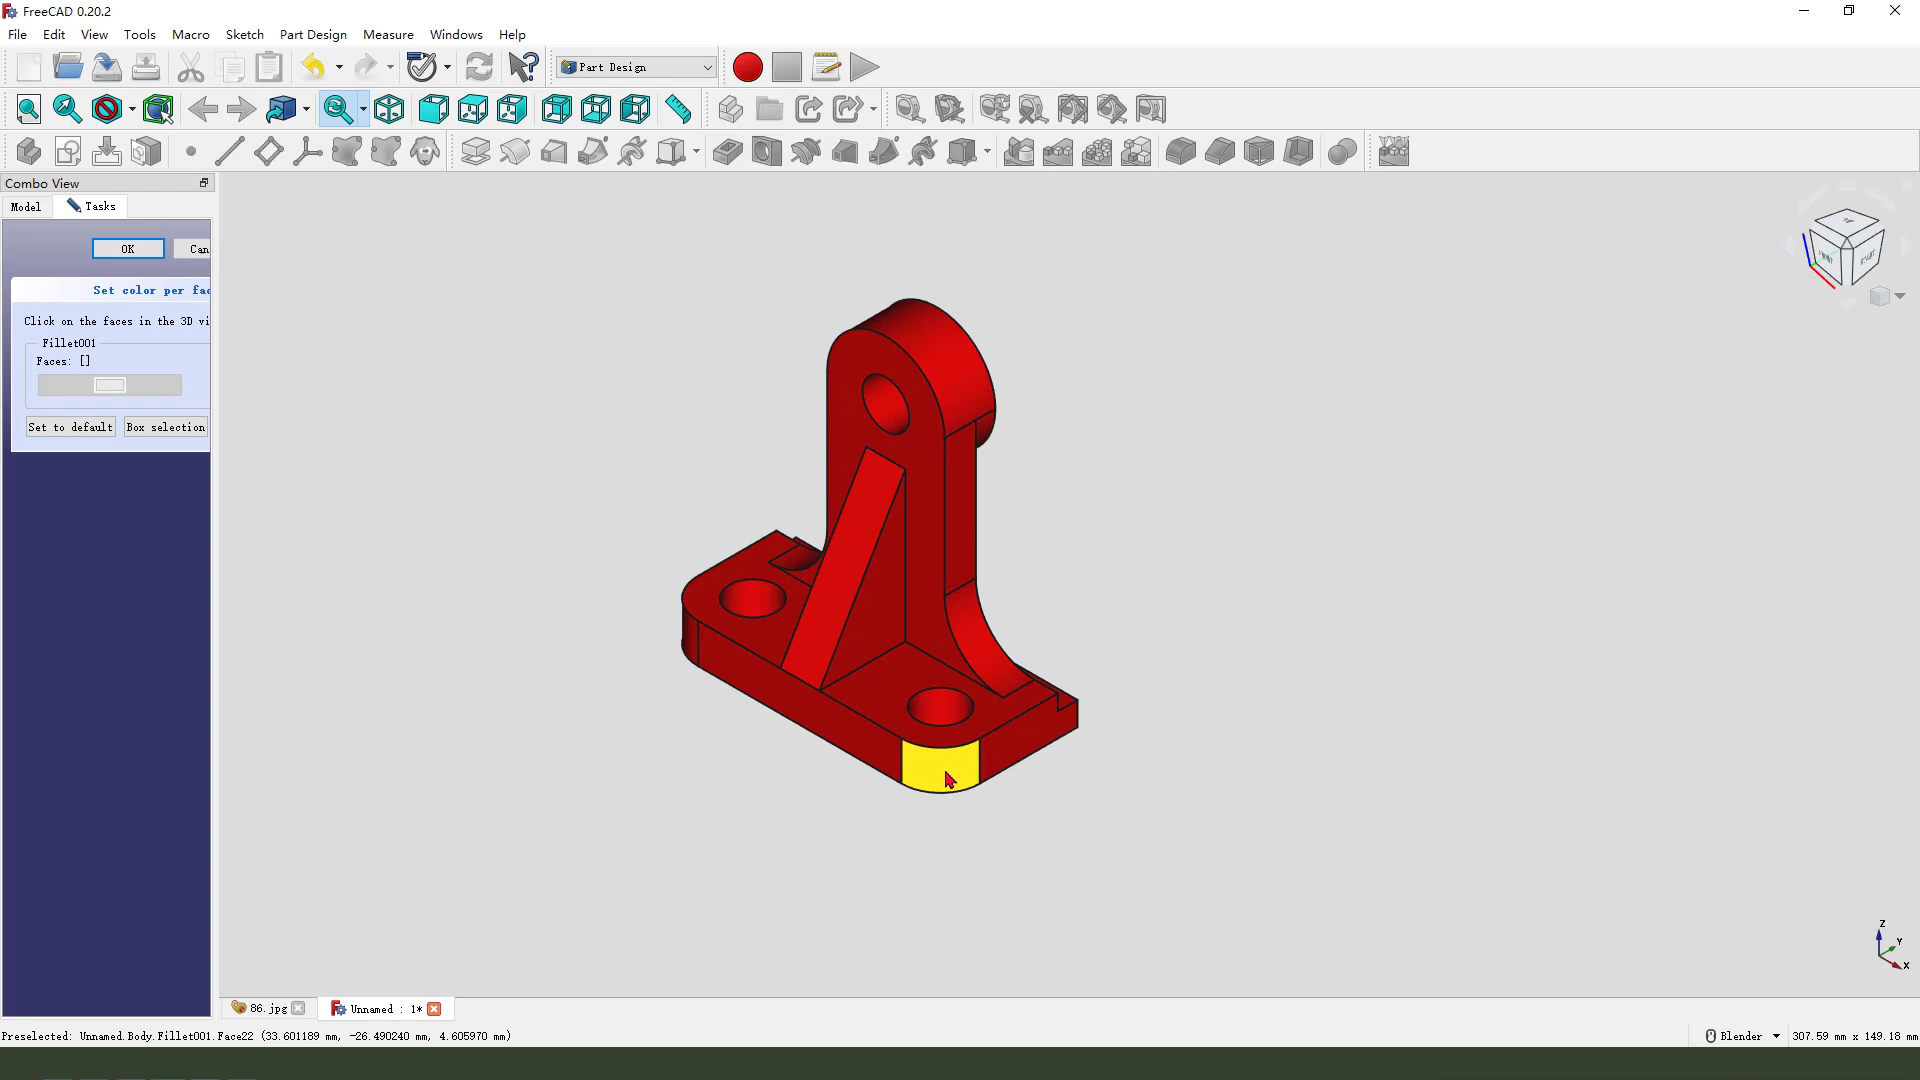 FreeCAD 0.20.2
File Edit View Tools Macro Sketch Part Design Measure Windows Help
Part Design
Combo View
Model Tasks
OK Can
Set color per fac
Click on the faces in the 3D vi
Fillet001
Faces: []
Set to default Box selection
FRONT RIGHT
Z
Y
X
86.jpg Unnamed : 1*
Preselected: Unnamed.Body.Fillet001.Face22 (33.601189 mm, -26.490240 mm, 4.605970 mm) Blender 307.59 mm x 149.18 mm